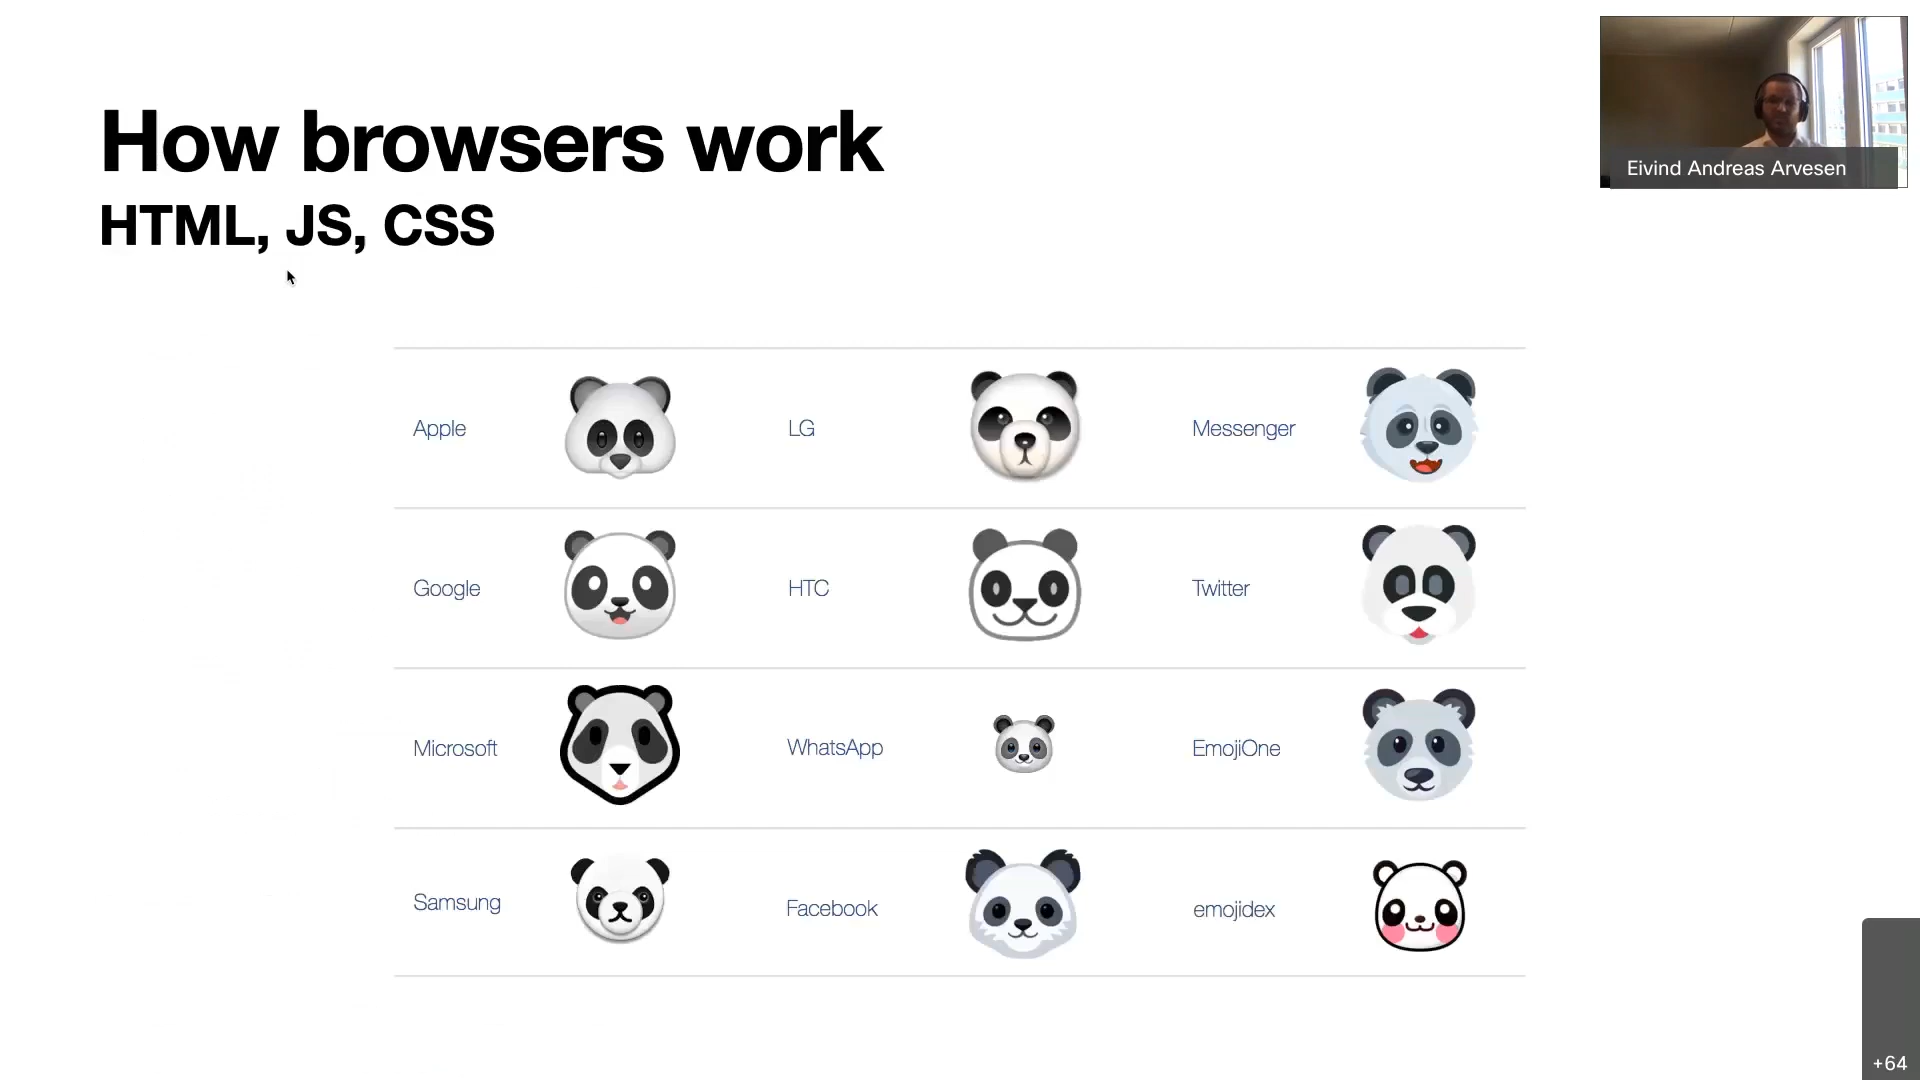 How browsers work
HTML, JS, CSS
Eivind Andreas Arvesen
Apple
LG
Messenger
Google
HTC
Twitter
Microsoft
WhatsApp
EmojiOne
Samsung
Facebook
emojidex
+64